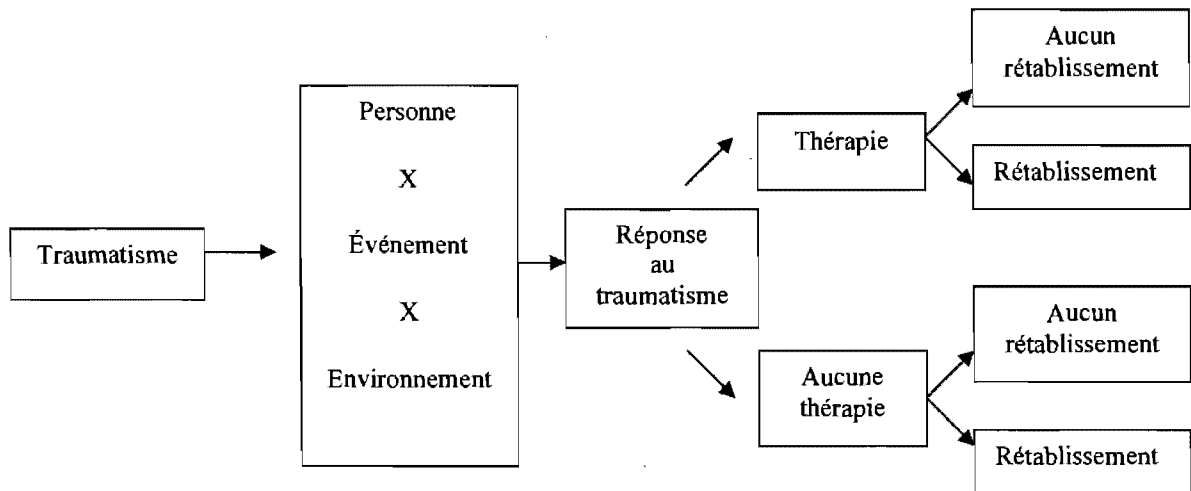 Traumatisme
Personne
X
Événement
X
Environnement
Réponse
au
traumatisme
Thérapie
Aucun
rétablissement
Rétablissement
Aucune
thérapie
Aucun
rétablissement
Rétablissement